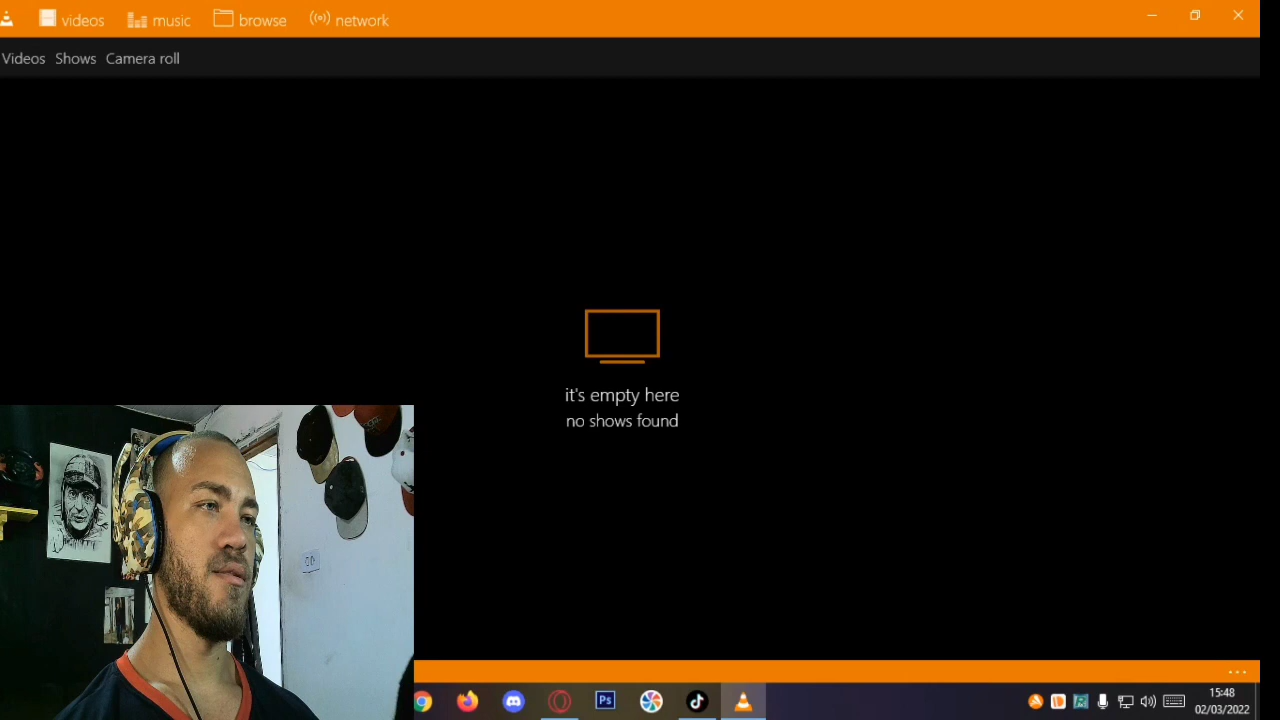 videos music browse network
Videos Shows Camera roll
it's empty here
no shows found
Ps
15:48
02/03/2022